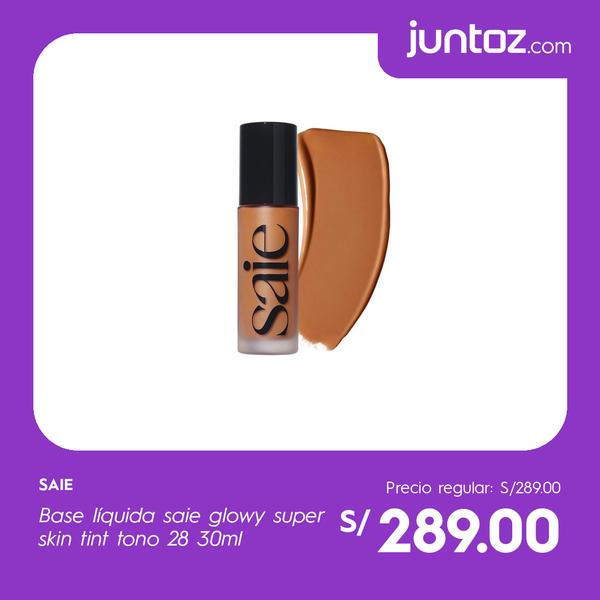 juntoz.com
saie
SAIE
Base líquida saie glowy super
skin tint tono 28 30ml
Precio regular: S/289.00
S/ 289.00